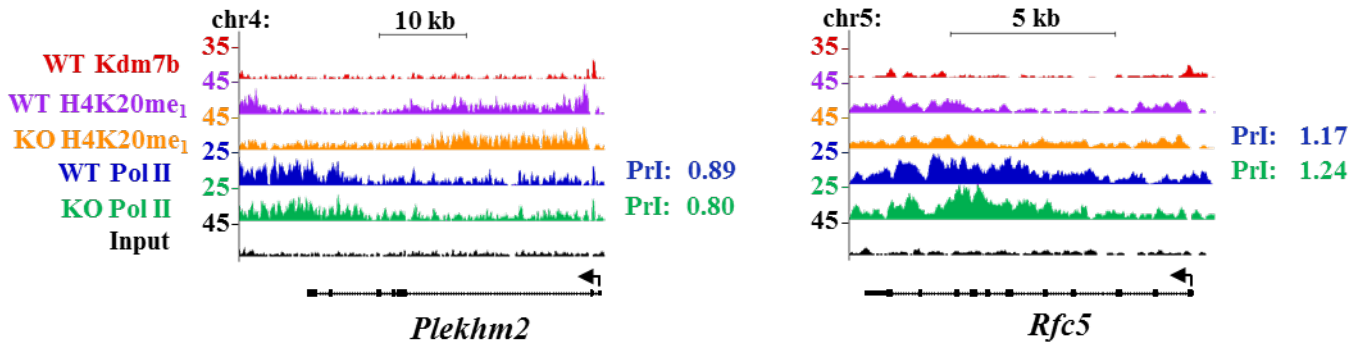 chr4: 10 kb
35
WT Kdm7b
45
WT H4K20me1
45
KO H4K20me1
25
WT Pol II PrI: 0.89
25
KO Pol II PrI: 0.80
45
Input
Plekhm2
chr5: 5 kb
35
45
45
PrI: 1.17
25
PrI: 1.24
25
45
Rfc5